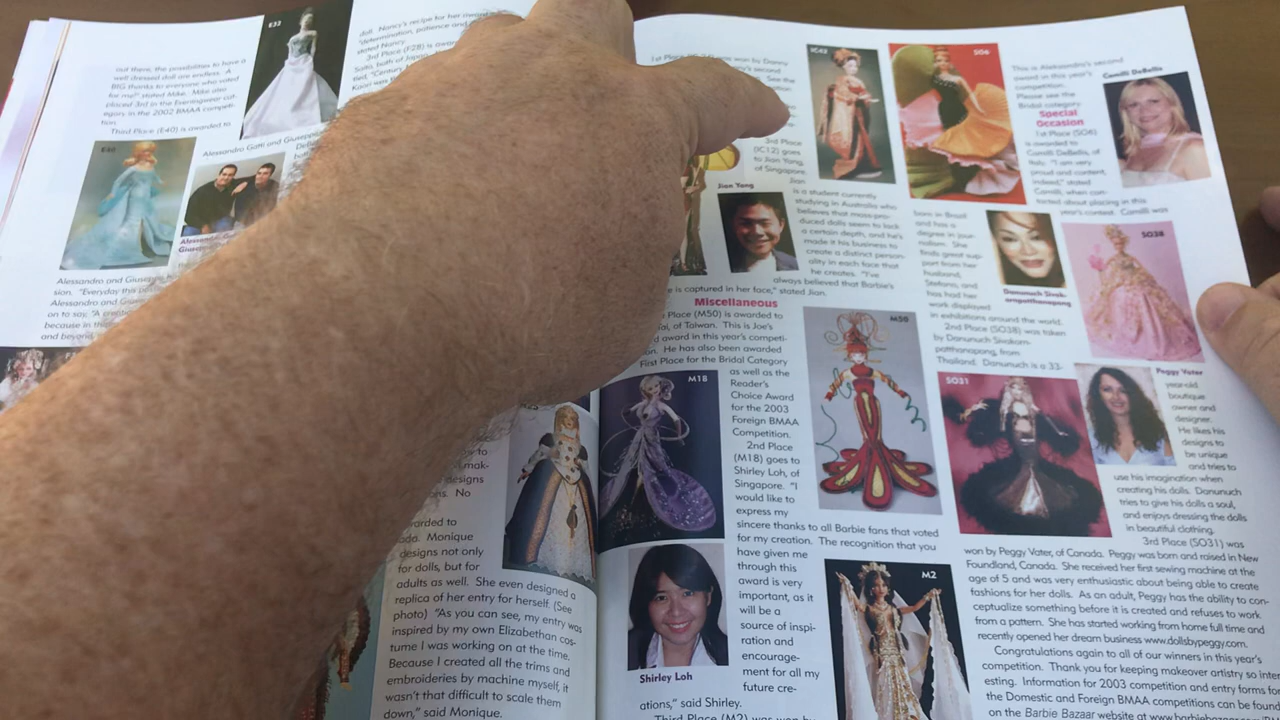 E32
out there, the possibilities to have a
well dressed doll are endless. A
BIG thanks to everyone who voted
for me!" stated Mike. Mike also
placed 3rd in the Eveningwear cat-
egory in the 2002 BMAA competi-
tion.
Third Place (E40) is awarded to
E40
Alessandro Gatti and Giuseppe
Alessandro and Giuseppe
sion. "Everyday this
Alessandro and
on to say. "A
because in this
and beyond
doll. Nancy's recipe for her award
"determination, patience and
stated Nancy.
3rd Place (F28) is
Saito, both of Japan.
tled, "Century
making
designs
No
awarded to
Monique
designs not only
for dolls, but for
adults as well. She even designed a
replica of her entry for herself. (See
photo) "As you can see, my entry was
inspired by my own Elizabethan cos-
tume I was working on at the time.
Because I created all the trims and
embroideries by machine myself, it
wasn't that difficult to scale them
down," said Monique.
1st Place
won by Danny
second
See the
3rd Place
(IC12) goes
to Jian Yang,
of Singapore.
Jian
is a student currently
studying in Australia who
believes that mass-pro-
duced dolls seem to lack
a certain depth, and he's
made it his business to
create a distinct person-
ality in each face that
he creates. "I've
always believed that Barbie's
is captured in her face," stated Jian.
Jian Yang
IC42
Miscellaneous
Place (M50) is awarded to
of Taiwan. This is Joe's
award in this year's competi-
He has also been awarded
First Place for the Bridal Category
as well as the
Reader's
Choice Award
for the 2003
Foreign BMAA
Competition.
2nd Place
(M18) goes to
Shirley Loh, of
Singapore. "I
would like to
express my
sincere thanks to all Barbie fans that voted
for my creation. The recognition that you
have given me
through this
award is very
important, as it
will be a
source of inspi-
ration and
encourage-
ment for all my
future cre-
ations," said Shirley.
Third Place (M2) was won by
M18
M50
Shirley Loh
M2
SO6
This is Alessandro's second
award in this year's
competition.
Please see the
Bridal category.
Camilli DeBellis
Special
Occasion
1st Place (SO6)
is awarded to
Camilli DeBellis, of
Italy. "I am very
proud and content,
indeed," stated
Camilli, when con-
tacted about placing in this
year's contest. Camilli was
born in Brazil
and has a
degree in jour-
nalism. She
finds great sup-
port from her
husband,
Stefano, and
has had her
work displayed
in exhibitions around the world.
Danunuch Sivak-
ornpatthanapong
SO38
2nd Place (SO38) was taken
by Danunuch Sivakorn-
patthanapong, from
Thailand. Danunuch is a 33-
year-old
boutique
owner and
designer.
He likes his
designs to
be unique
and tries to
use his imagination when
creating his dolls. Danunuch
tries to give his dolls a soul,
and enjoys dressing the dolls
in beautiful clothing.
SO31
Peggy Vater
3rd Place (SO31) was
won by Peggy Vater, of Canada. Peggy was born and raised in New
Foundland, Canada. She received her first sewing machine at the
age of 5 and was very enthusiastic about being able to create
fashions for her dolls. As an adult, Peggy has the ability to con-
ceptualize something before it is created and refuses to work
from a pattern. She has started working from home full time and
recently opened her dream business www.dollsbypeggy.com.
Congratulations again to all of our winners in this year's
competition. Thank you for keeping makeover artistry so inter-
esting. Information for 2003 competition and entry forms for
the Domestic and Foreign BMAA competitions can be found
on the Barbie Bazaar website at